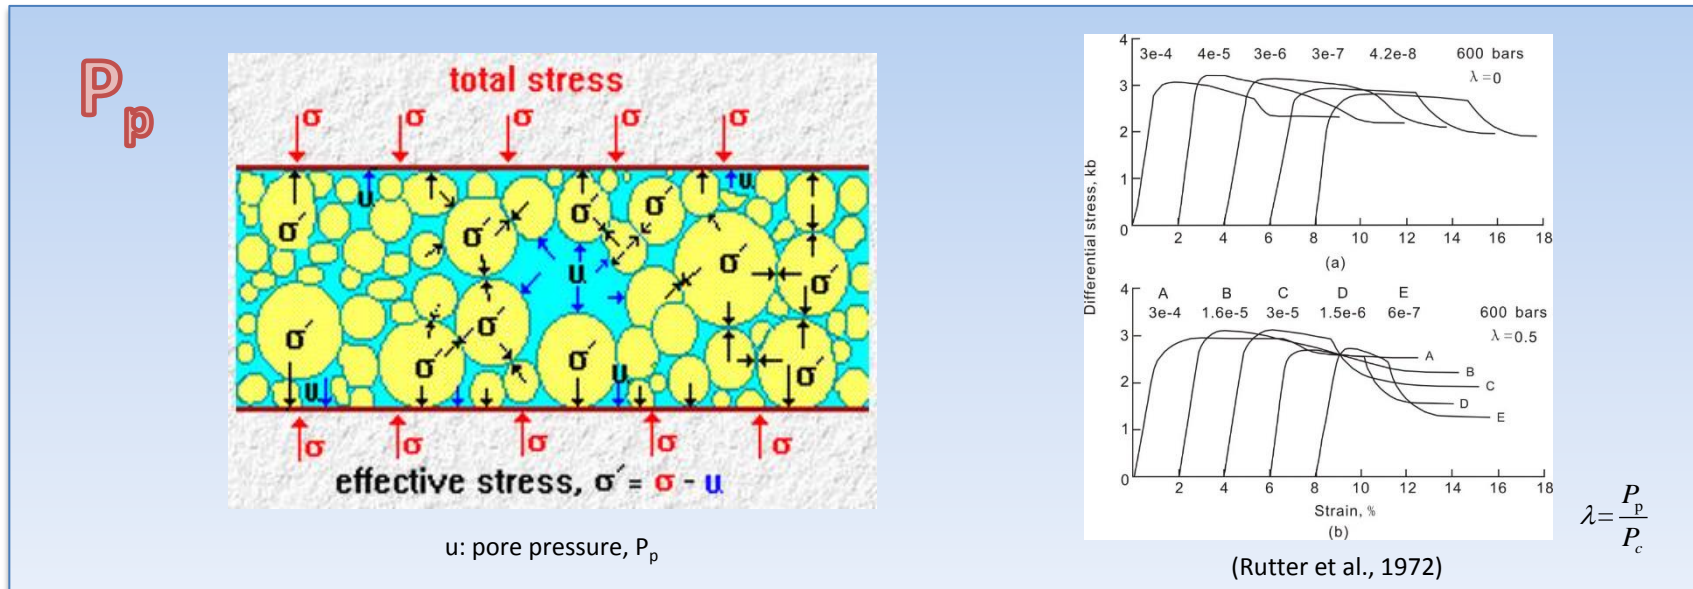 P
p
total stress
σ σ σ σ σ
u u
σ′ σ′ σ′ σ′
σ′ σ′
u
σ′ σ′ σ′
σ′ σ′ σ′
u u
σ σ σ σ σ
effective stress, σ′ = σ - u
u: pore pressure, Pp
Differential stress, kb
4
3e-4 4e-5 3e-6 3e-7 4.2e-8 600 bars
λ=0
3
2
1
0
2 4 6 8 10 12 14 16 18
(a)
4
A B C D E
3e-4 1.6e-5 3e-5 1.5e-6 6e-7 600 bars
λ=0.5
3
2
1
0
A
B
C
D
E
2 4 6 8 10 12 14 16 18
Strain, %
(b)
(Rutter et al., 1972)
λ=Pp/Pc